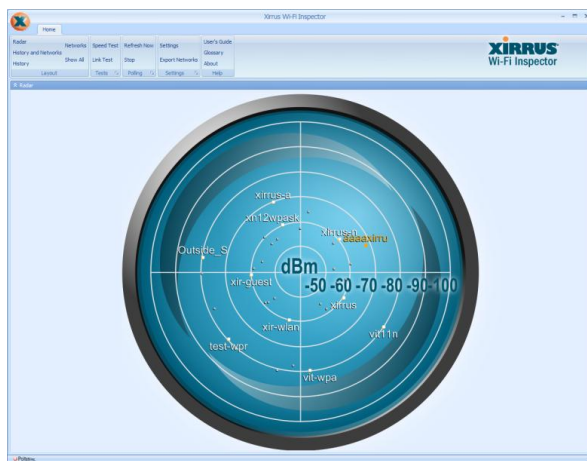 Xirrus Wi-Fi Inspector
Home
Radar
History and Networks
History
Networks
Show All
Layout
Speed Test
Link Test
Tests
Refresh Now
Stop
Polling
Settings
Export Networks
Settings
User's Guide
Glossary
About
Help
XIRRUS
Wi-Fi Inspector
Radar
xirrus-a
xn12wpask
xirrus-n
aaaaxirru
Outside_S
dBm
xir-guest
-50 -60 -70 -80 -90 -100
xirrus
xir-wlan
vit11n
test-wpr
vit-wpa